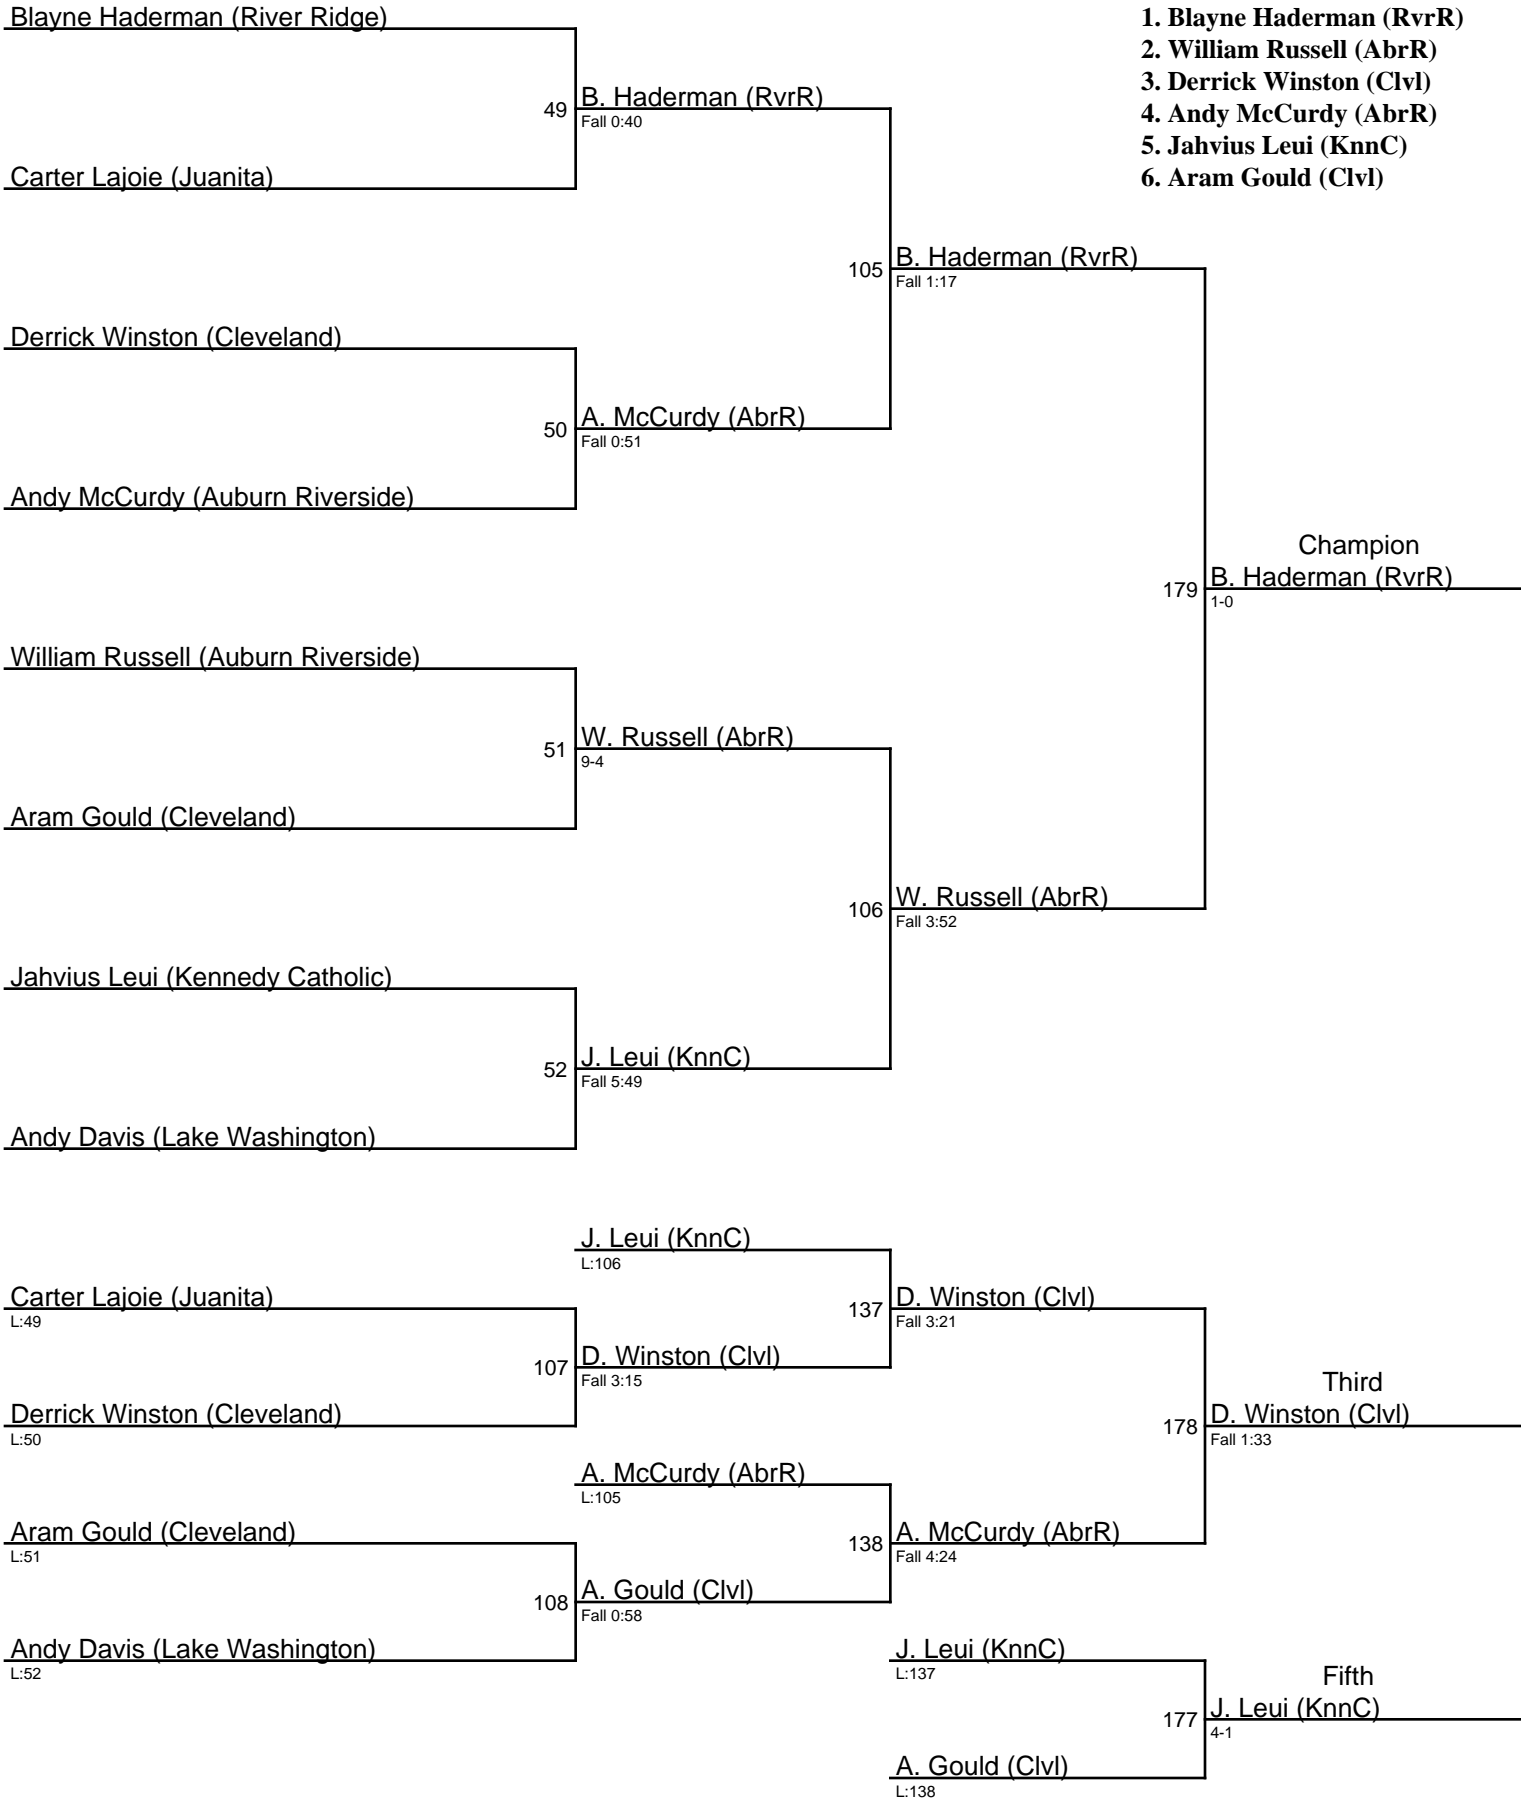 Blayne Haderman (River Ridge)
1. Blayne Haderman (RvrR)
2. William Russell (AbrR)
3. Derrick Winston (Clvl)
4. Andy McCurdy (AbrR)
5. Jahvius Leui (KnnC)
6. Aram Gould (Clvl)
49
B. Haderman (RvrR)
Fall 0:40
Carter Lajoie (Juanita)
105
B. Haderman (RvrR)
Fall 1:17
Derrick Winston (Cleveland)
50
A. McCurdy (AbrR)
Fall 0:51
Andy McCurdy (Auburn Riverside)
Champion
179
B. Haderman (RvrR)
1-0
William Russell (Auburn Riverside)
51
W. Russell (AbrR)
9-4
Aram Gould (Cleveland)
106
W. Russell (AbrR)
Fall 3:52
Jahvius Leui (Kennedy Catholic)
52
J. Leui (KnnC)
Fall 5:49
Andy Davis (Lake Washington)
J. Leui (KnnC)
L:106
Carter Lajoie (Juanita)
L:49
137
D. Winston (Clvl)
Fall 3:21
107
D. Winston (Clvl)
Fall 3:15
Third
Derrick Winston (Cleveland)
L:50
178
D. Winston (Clvl)
Fall 1:33
A. McCurdy (AbrR)
L:105
Aram Gould (Cleveland)
L:51
138
A. McCurdy (AbrR)
Fall 4:24
108
A. Gould (Clvl)
Fall 0:58
Andy Davis (Lake Washington)
L:52
J. Leui (KnnC)
L:137
Fifth
177
J. Leui (KnnC)
4-1
A. Gould (Clvl)
L:138